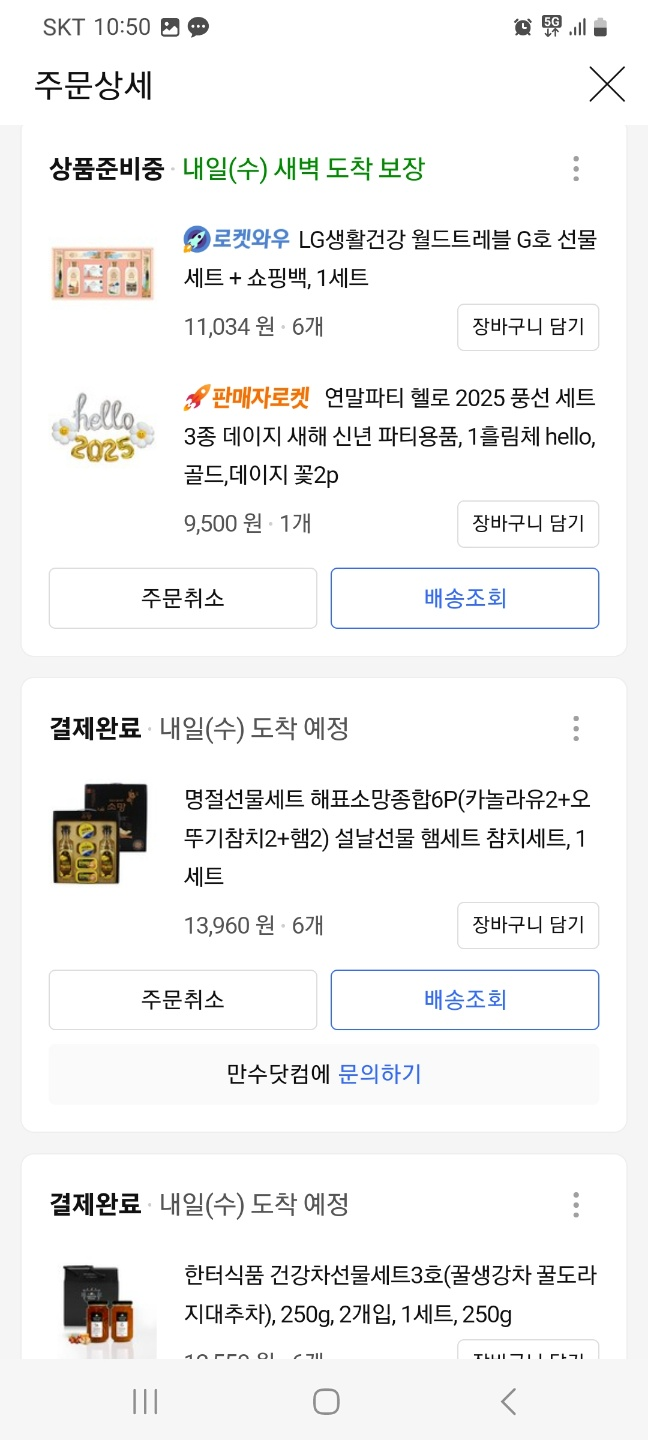 SKT 10:50
5G
주문상세
상품준비중 · 내일(수) 새벽 도착 보장
로켓와우 LG생활건강 월드트레블 G호 선물
세트 + 쇼핑백, 1세트
11,034 원 · 6개
장바구니 담기
hello
2025
판매자로켓 연말파티 헬로 2025 풍선 세트
3종 데이지 새해 신년 파티용품, 1흘림체 hello,
골드,데이지 꽃2p
9,500 원 · 1개
장바구니 담기
주문취소
배송조회
결제완료 · 내일(수) 도착 예정
소망
명절선물세트 해표소망종합6P(카놀라유2+오
뚜기참치2+햄2) 설날선물 햄세트 참치세트, 1
세트
13,960 원 · 6개
장바구니 담기
주문취소
배송조회
만수닷컴에 문의하기
결제완료 · 내일(수) 도착 예정
한터식품 건강차선물세트3호(꿀생강차 꿀도라
지대추차), 250g, 2개입, 1세트, 250g